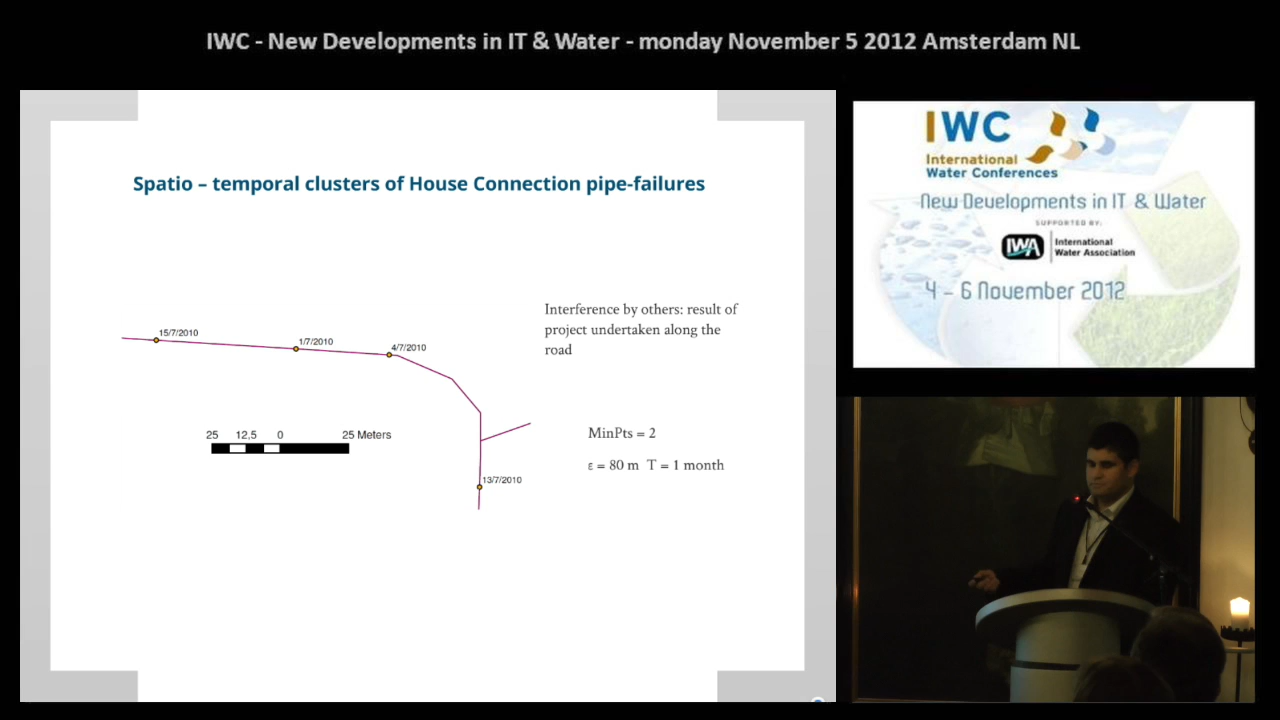 IWC - New Developments in IT & Water - monday November 5 2012 Amsterdam NL
Spatio – temporal clusters of House Connection pipe-failures
Interference by others: result of
project undertaken along the
road
15/7/2010
1/7/2010
4/7/2010
25 12,5 0 25 Meters
MinPts = 2
ε = 80 m T = 1 month
13/7/2010
IWC
International
Water Conferences
New Developments in IT & Water
SUPPORTED BY:
IWA
International
Water Association
4 – 6 November 2012